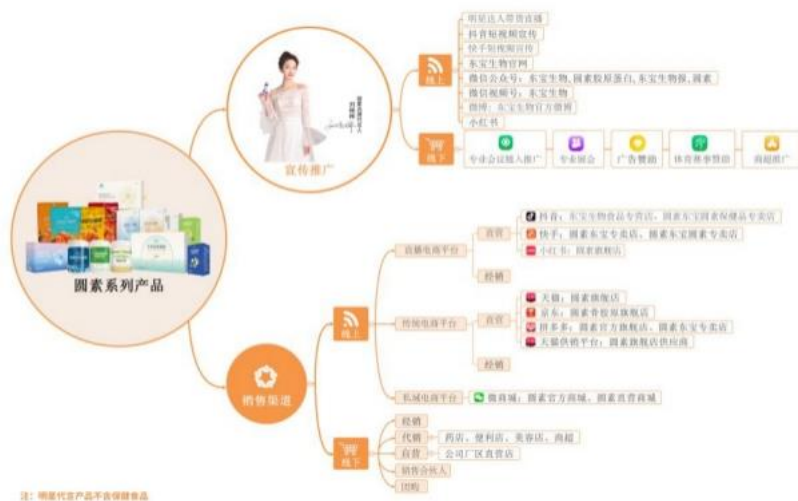 明星达人带货直播
抖音短视频宣传
快手短视频宣传
东宝生物官网
微信公众号：东宝生物,圆素胶原蛋白,东宝生物报,圆素
微信视频号：东宝生物
微博：东宝生物官方微博
小红书
线上
线下
专业会议植入推广
专业展会
广告赞助
体育赛事赞助
商超推广
宣传推广
圆素系列产品
销售渠道
线上
直播电商平台
直营
抖音：东宝生物食品专营店、圆素东宝圆素保健品专卖店
快手：圆素东宝专卖店、圆素东宝圆素专卖店
小红书：圆素旗舰店
经销
传统电商平台
直营
天猫：圆素旗舰店
京东：圆素骨胶原旗舰店
拼多多：圆素官方旗舰店、圆素东宝专卖店
天猫供销平台：圆素旗舰店供应商
经销
私域电商平台
微商城：圆素官方商城、圆素直营商城
线下
经销
代销
药店、便利店、美容店、商超
自营
公司厂区直营店
销售合伙人
团购
注：明星代言产品不含保健食品